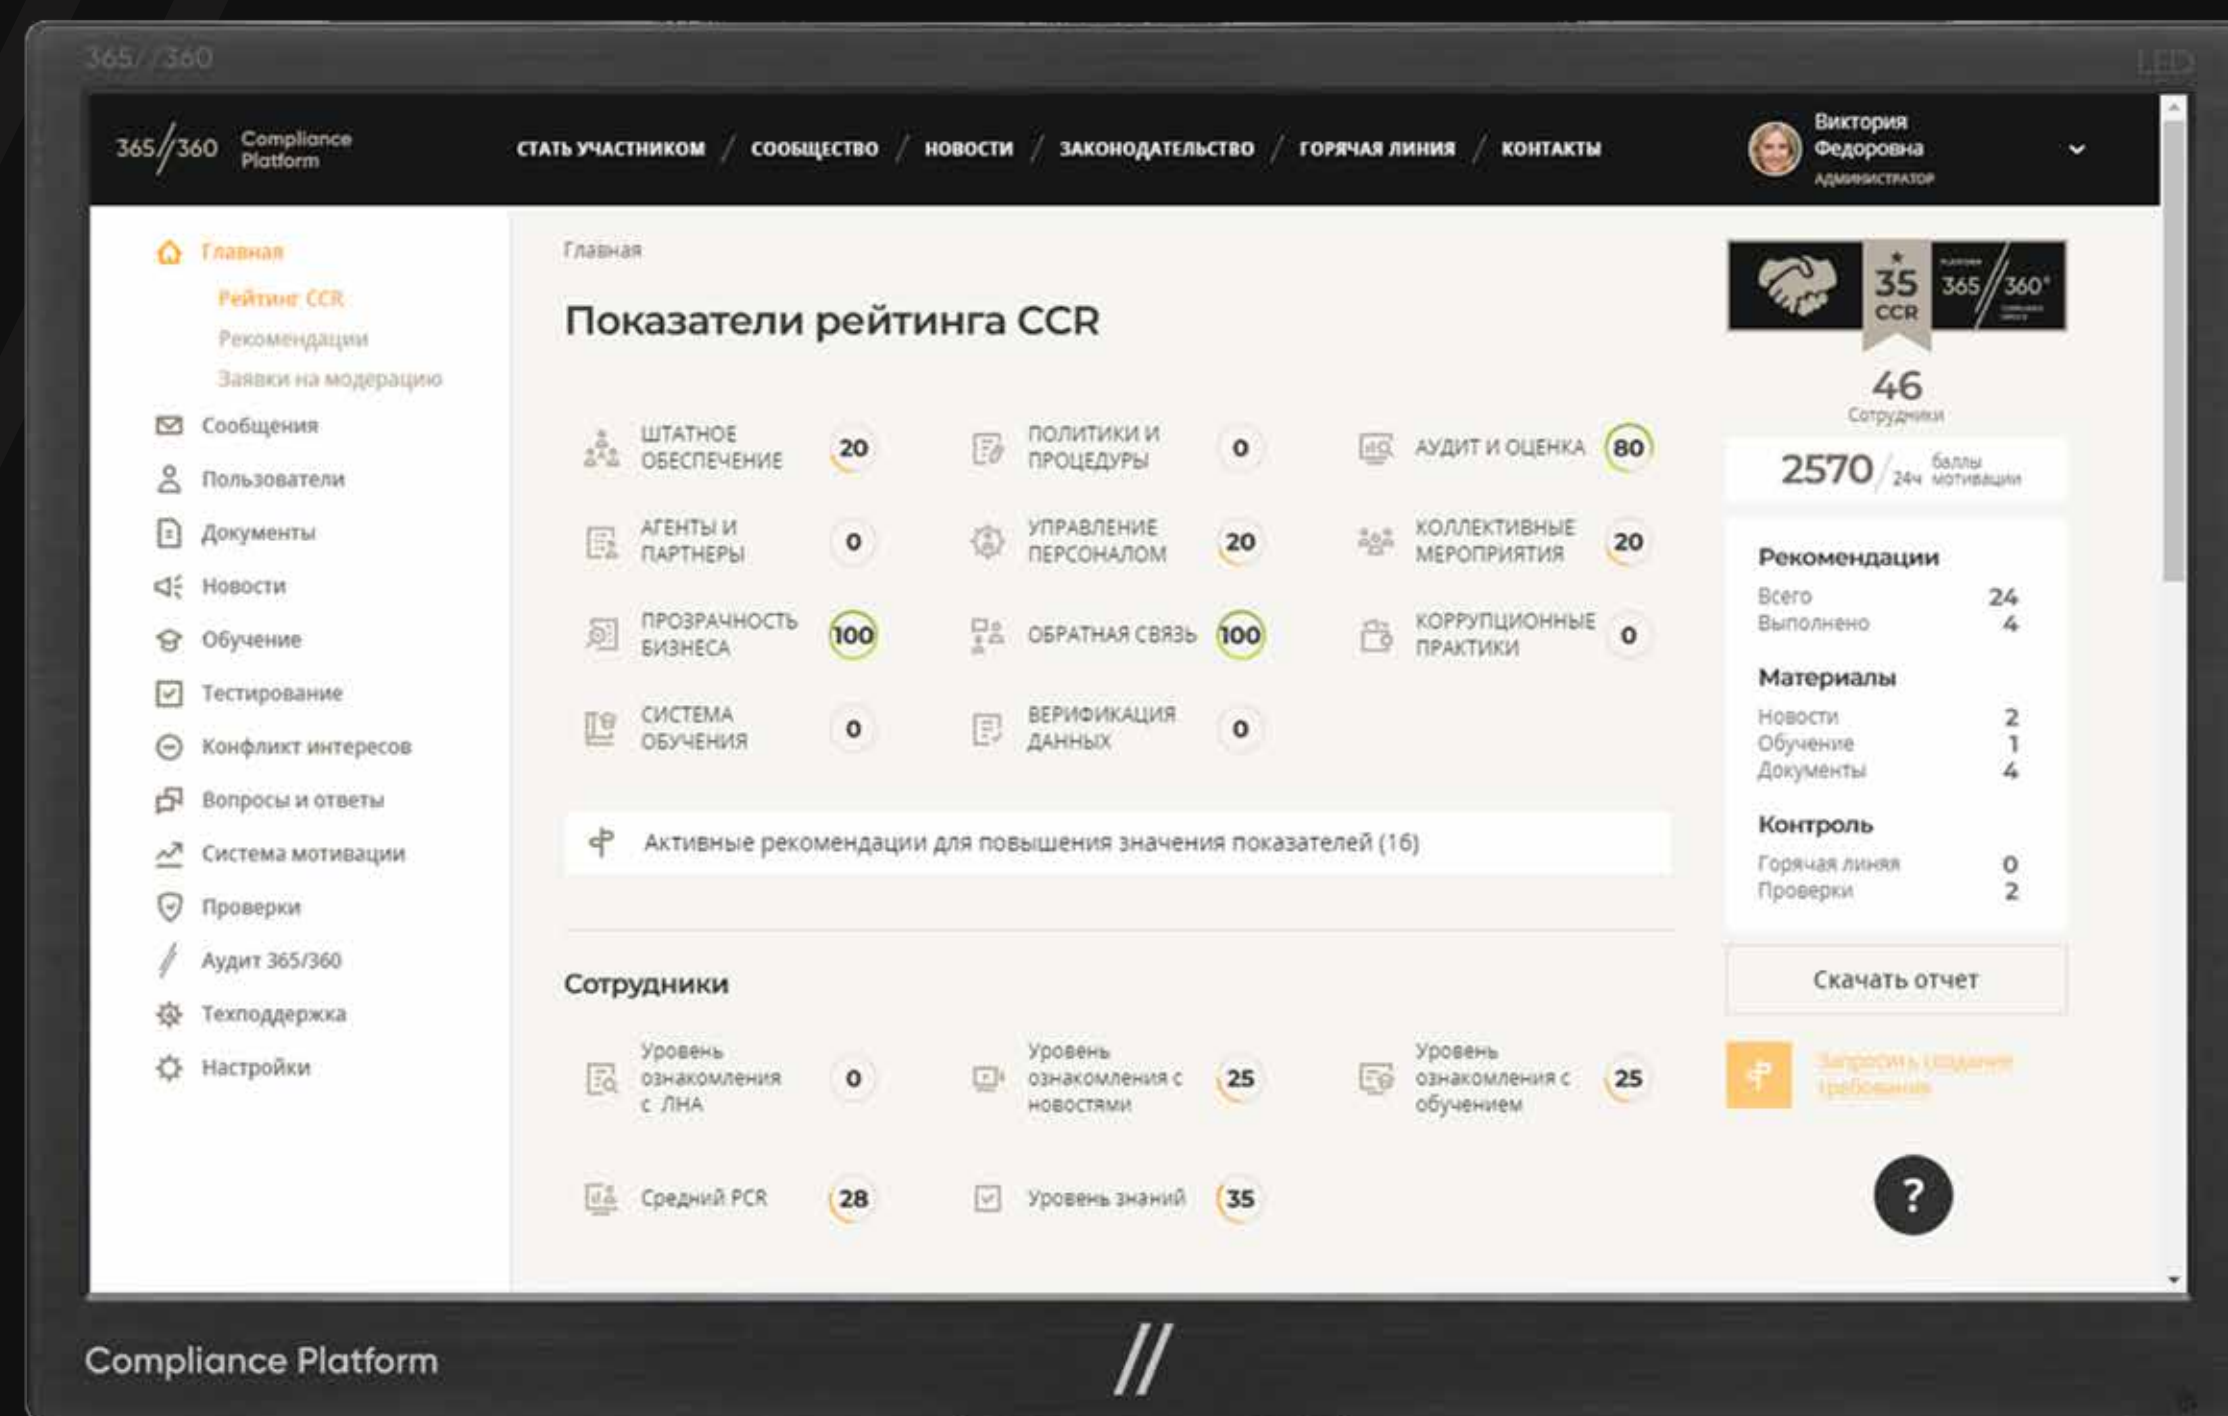 365//360
LED
365//360 Compliance
Platform
СТАТЬ УЧАСТНИКОМ / СООБЩЕСТВО / НОВОСТИ / ЗАКОНОДАТЕЛЬСТВО / ГОРЯЧАЯ ЛИНИЯ / КОНТАКТЫ
Виктория
Федоровна
АДМИНИСТРАТОР
Главная
Рейтинг CCR
Рекомендации
Заявки на модерацию
Сообщения
Пользователи
Документы
Новости
Обучение
Тестирование
Конфликт интересов
Вопросы и ответы
Система мотивации
Проверки
Аудит 365/360
Техподдержка
Настройки
Главная
Показатели рейтинга CCR
ШТАТНОЕ
ОБЕСПЕЧЕНИЕ
20
ПОЛИТИКИ И
ПРОЦЕДУРЫ
0
АУДИТ И ОЦЕНКА 80
АГЕНТЫ И
ПАРТНЕРЫ
0
УПРАВЛЕНИЕ
ПЕРСОНАЛОМ
20
КОЛЛЕКТИВНЫЕ
МЕРОПРИЯТИЯ
20
ПРОЗРАЧНОСТЬ
БИЗНЕСА
100
ОБРАТНАЯ СВЯЗЬ 100
КОРРУПЦИОННЫЕ
ПРАКТИКИ
0
СИСТЕМА
ОБУЧЕНИЯ
0
ВЕРИФИКАЦИЯ
ДАННЫХ
0
Активные рекомендации для повышения значения показателей (16)
Сотрудники
Уровень
ознакомления
с ЛНА
0
Уровень
ознакомления с
новостями
25
Уровень
ознакомления с
обучением
25
Средний PCR 28
Уровень знаний 35
35
CCR
PLATFORM
365//360°
46
Сотрудники
2570 / 24ч баллы
мотивации
Рекомендации
Всего 24
Выполнено 4
Материалы
Новости 2
Обучение 1
Документы 4
Контроль
Горячая линия 0
Проверки 2
Скачать отчет
Запросить создание
требования
?
Compliance Platform
//